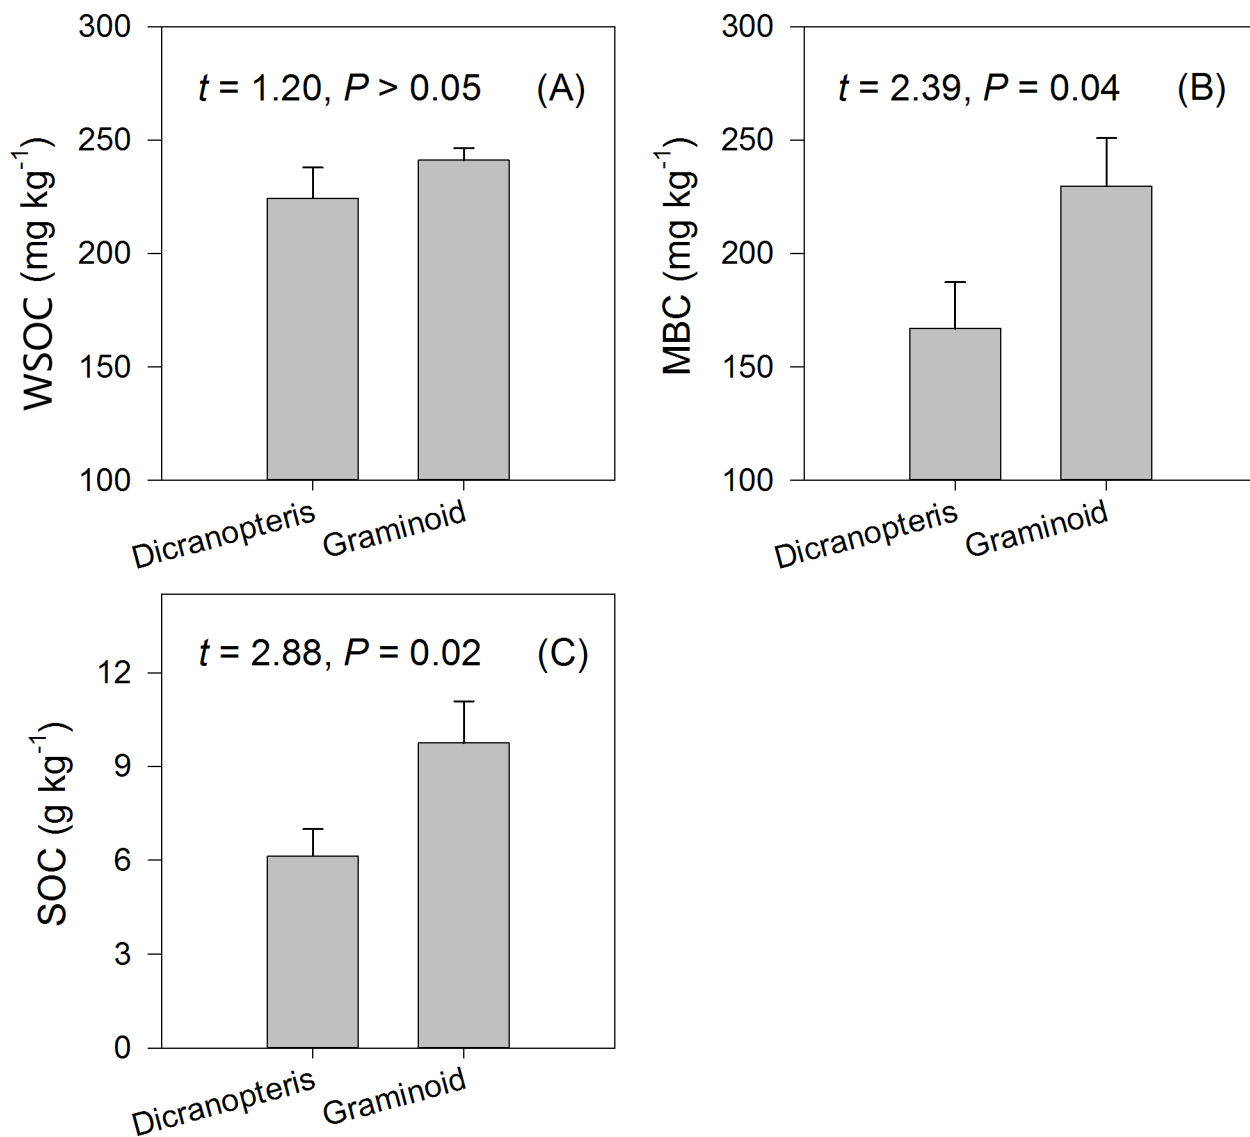 t = 1.20, P > 0.05 (A)
WSOC (mg kg⁻¹)
300
250
200
150
100
Dicranopteris
Graminoid
t = 2.39, P = 0.04 (B)
MBC (mg kg⁻¹)
300
250
200
150
100
Dicranopteris
Graminoid
t = 2.88, P = 0.02 (C)
SOC (g kg⁻¹)
12
9
6
3
0
Dicranopteris
Graminoid